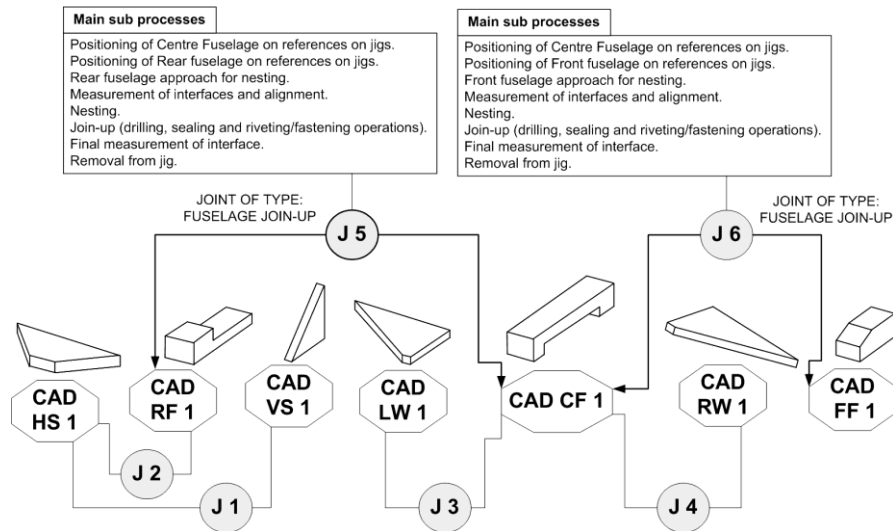 Main sub processes
Positioning of Centre Fuselage on references on jigs.
Positioning of Rear fuselage on references on jigs.
Rear fuselage approach for nesting.
Measurement of interfaces and alignment.
Nesting.
Join-up (drilling, sealing and riveting/fastening operations).
Final measurement of interface.
Removal from jig.
Main sub processes
Positioning of Centre Fuselage on references on jigs.
Positioning of Front fuselage on references on jigs.
Front fuselage approach for nesting.
Measurement of interfaces and alignment.
Nesting.
Join-up (drilling, sealing and riveting/fastening operations).
Final measurement of interface.
Removal from jig.
JOINT OF TYPE:
FUSELAGE JOIN-UP
J 5
J 6
JOINT OF TYPE:
FUSELAGE JOIN-UP
CAD
HS 1
CAD
RF 1
CAD
VS 1
CAD
LW 1
CAD CF 1
CAD
RW 1
CAD
FF 1
J 2
J 1
J 3
J 4